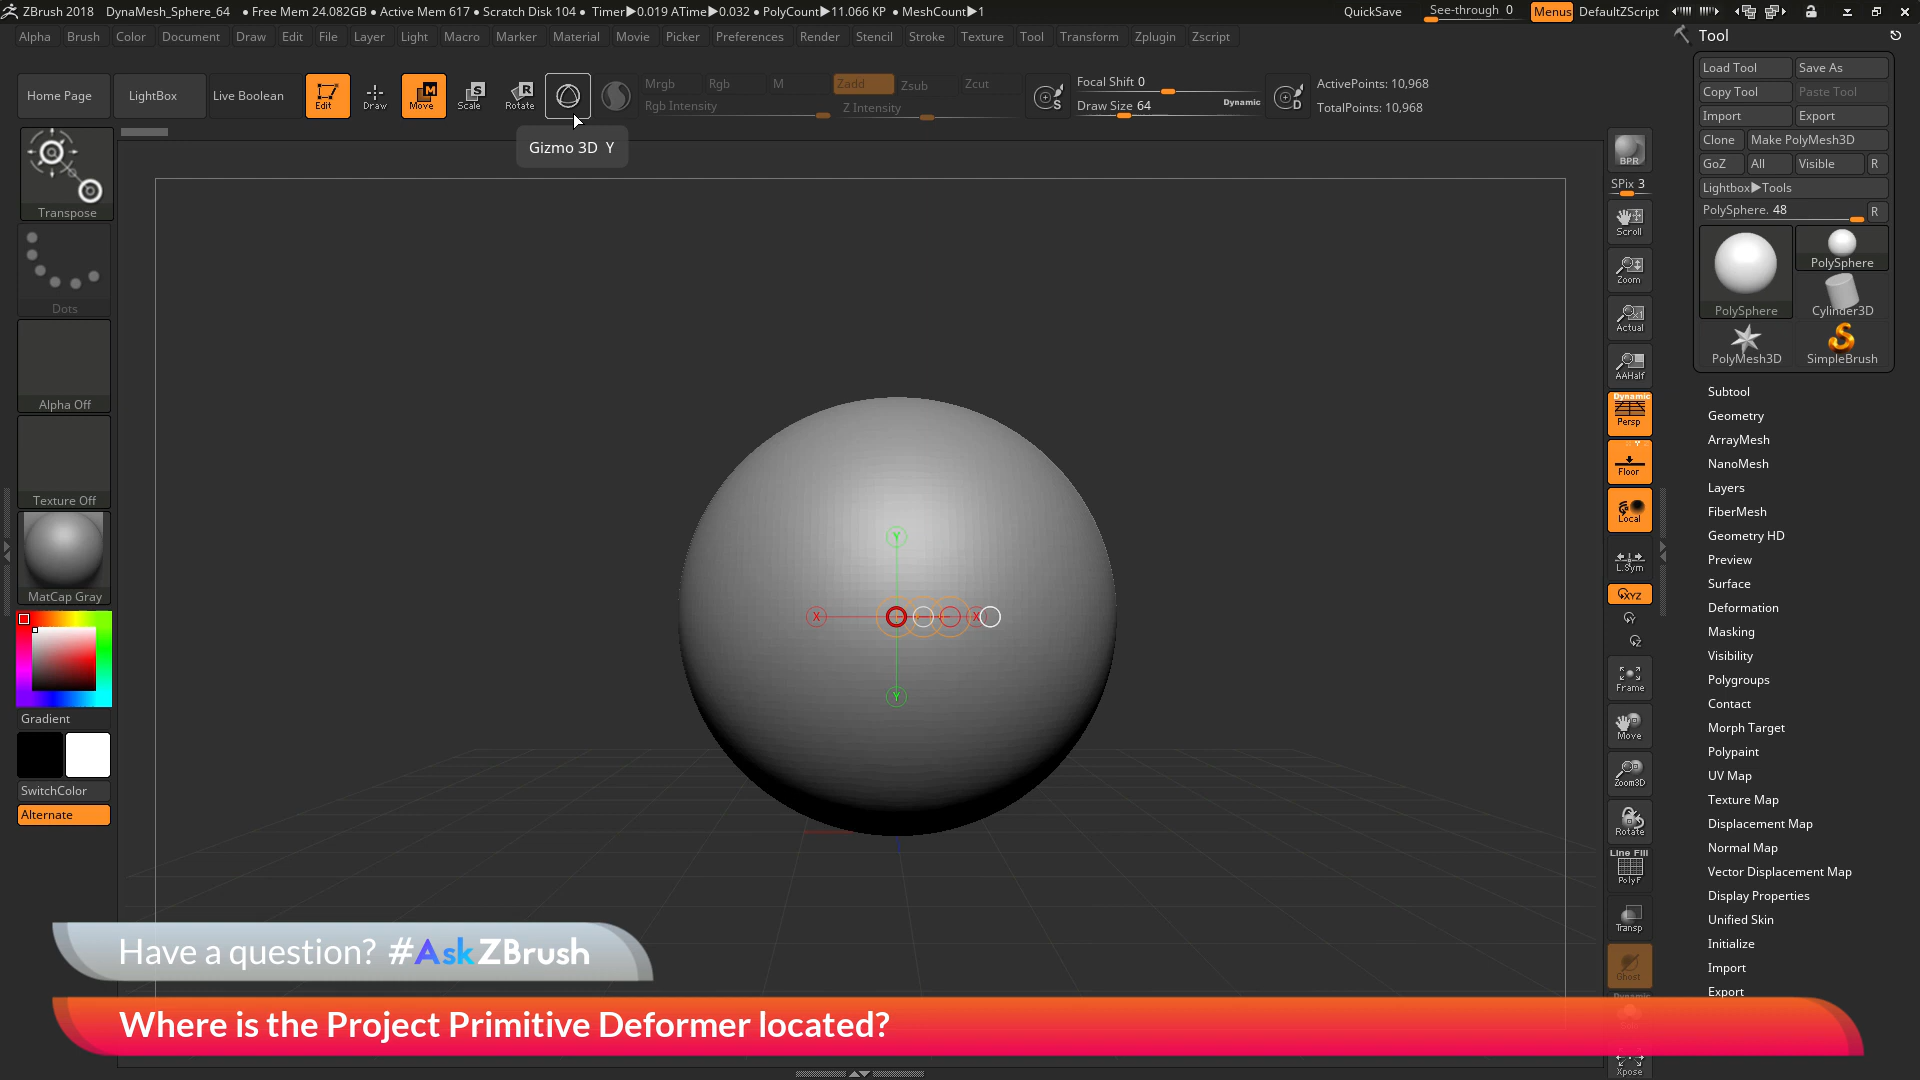 ZBrush 2018 DynaMesh_Sphere_64 • Free Mem 24.082GB • Active Mem 617 • Scratch Disk 104 • Timer▶0.019 ATime▶0.032 • PolyCount▶11.066 KP • MeshCount▶1 QuickSave See-through 0 Menus DefaultZScript
Alpha Brush Color Document Draw Edit File Layer Light Macro Marker Material Movie Picker Preferences Render Stencil Stroke Texture Tool Transform Zplugin Zscript
Home Page LightBox Live Boolean Edit Draw Move Scale Rotate
Mrgb Rgb M Zadd Zsub Zcut
Rgb Intensity Z Intensity
Focal Shift 0
Draw Size 64 Dynamic
ActivePoints: 10,968
TotalPoints: 10,968
Gizmo 3D Y
Transpose
Dots
Alpha Off
Texture Off
MatCap Gray
Gradient
SwitchColor
Alternate
Y
X X
Y
BPR
SPix 3
Scroll
Zoom
Actual
AAHalf
Dynamic
Persp
Floor
Local
L.Sym
XYZ
Y
Z
Frame
Move
Zoom3D
Rotate
Line Fill
PolyF
Transp
Ghost
Dynamic
Xpose
Tool
Load Tool Save As
Copy Tool Paste Tool
Import Export
Clone Make PolyMesh3D
GoZ All Visible R
Lightbox▶Tools
PolySphere. 48 R
PolySphere
PolySphere Cylinder3D
PolyMesh3D SimpleBrush
Subtool
Geometry
ArrayMesh
NanoMesh
Layers
FiberMesh
Geometry HD
Preview
Surface
Deformation
Masking
Visibility
Polygroups
Contact
Morph Target
Polypaint
UV Map
Texture Map
Displacement Map
Normal Map
Vector Displacement Map
Display Properties
Unified Skin
Initialize
Import
Export
Have a question? #AskZBrush
Where is the Project Primitive Deformer located?